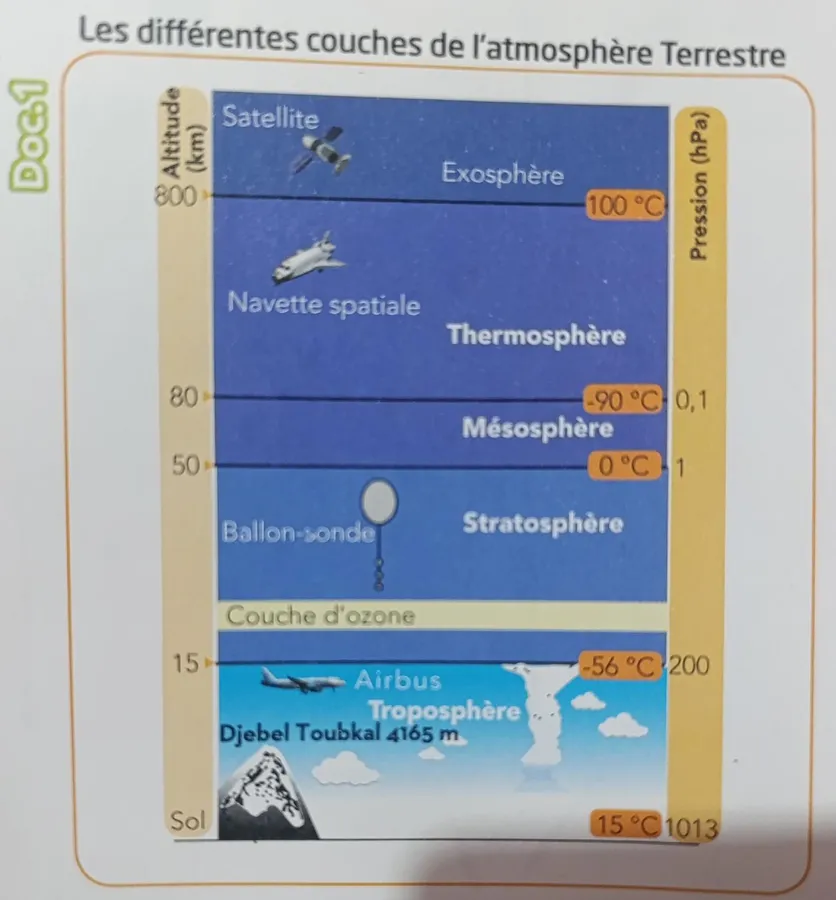 Les différentes couches de l'atmosphère Terrestre
Doc.1
Altitude
(km)
Pression (hPa)
Satellite
Exosphère
800
100 °C
Navette spatiale
Thermosphère
80
-90 °C
0,1
Mésosphère
50
0 °C
1
Stratosphère
Ballon-sonde
Couche d'ozone
15
-56 °C
200
Airbus
Troposphère
Djebel Toubkal 4165 m
Sol
15 °C
1013